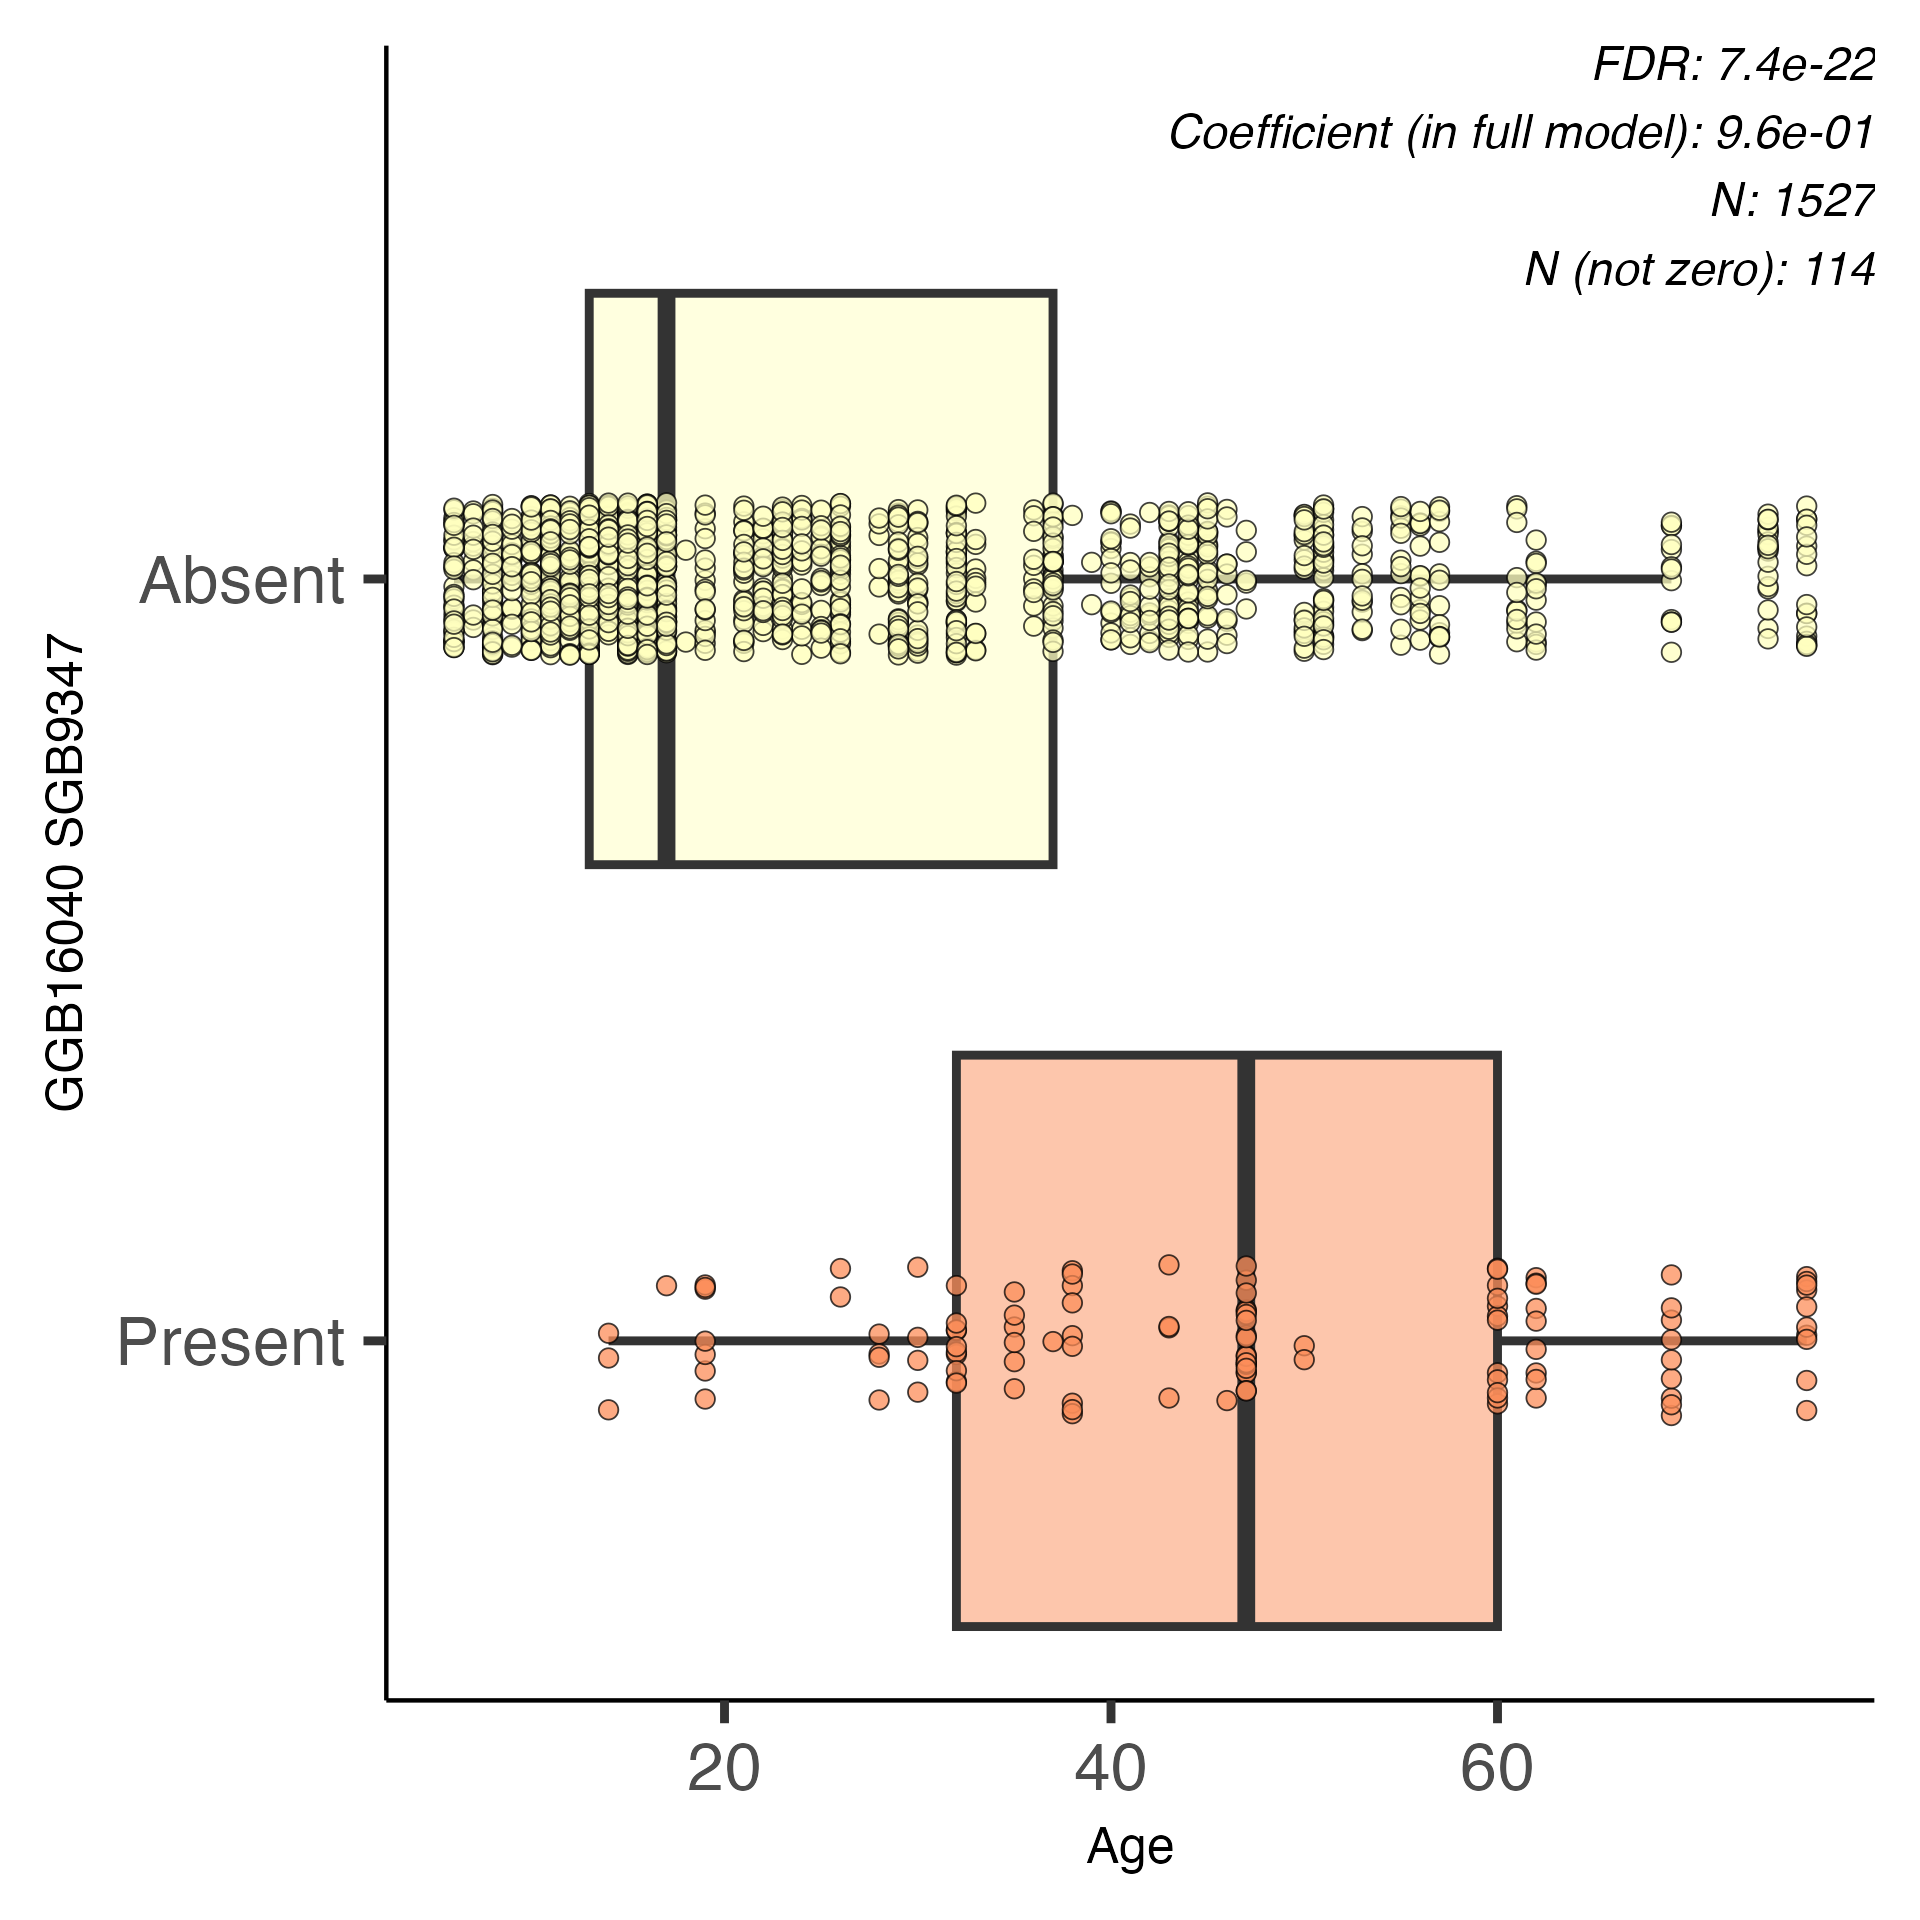 FDR: 7.4e-22
Coefficient (in full model): 9.6e-01
N: 1527
N (not zero): 114
GGB16040 SGB9347
Absent
Present
20 40 60
Age